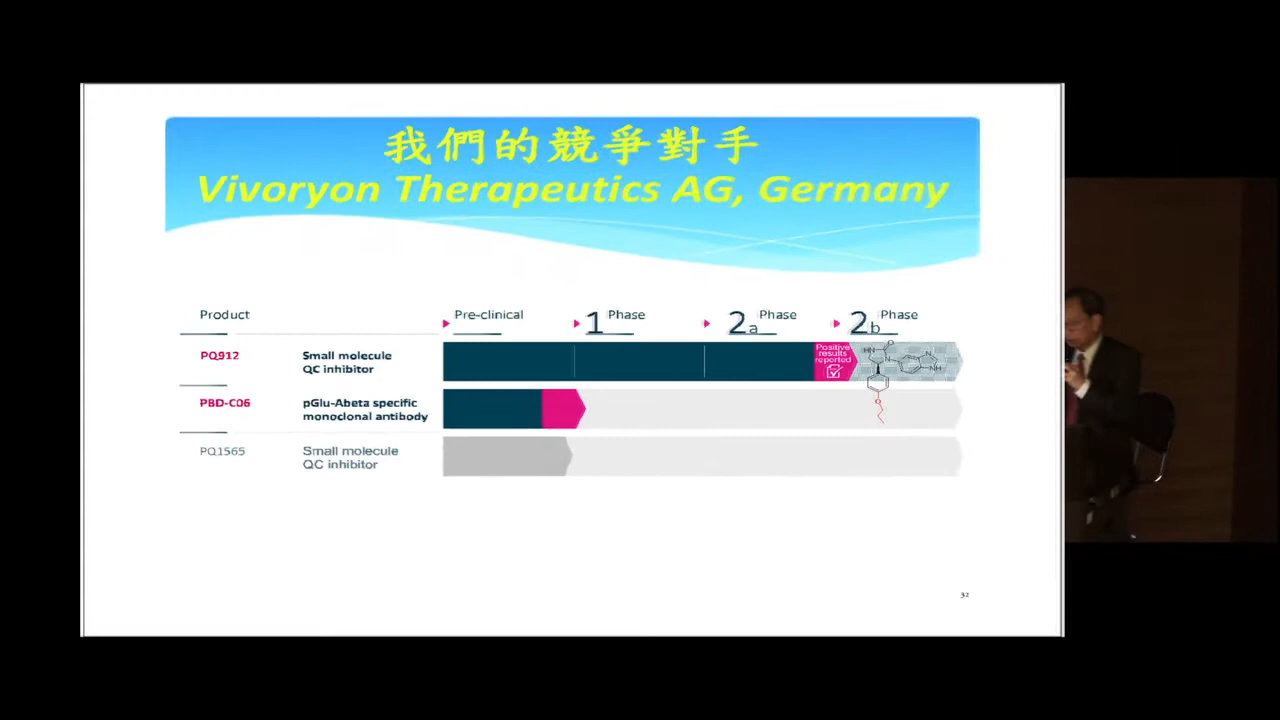 我們的競爭對手
Vivoryon Therapeutics AG, Germany
Product
Pre-clinical
1 Phase
2a Phase
2b Phase
PQ912
Small molecule
QC inhibitor
Positive
results
reported
HN
O
N
N
NH
O
PBD-C06
pGlu-Abeta specific
monoclonal antibody
PQ1565
Small molecule
QC inhibitor
32